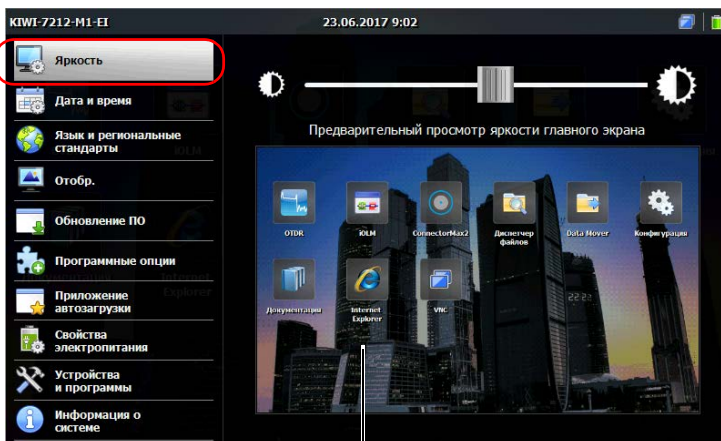 KIWI-7212-M1-EI
23.06.2017 9:02
Яркость
Дата и время
Язык и региональные
стандарты
Отобр.
Обновление ПО
Программные опции
Приложение
автозагрузки
Свойства
электропитания
Устройства
и программы
Информация о
системе
Предварительный просмотр яркости главного экрана
OTDR
iOLM
ConnectorMax2
Диспетчер
файлов
Data Mover
Конфигурация
Документация
Internet
Explorer
VNC
22:23